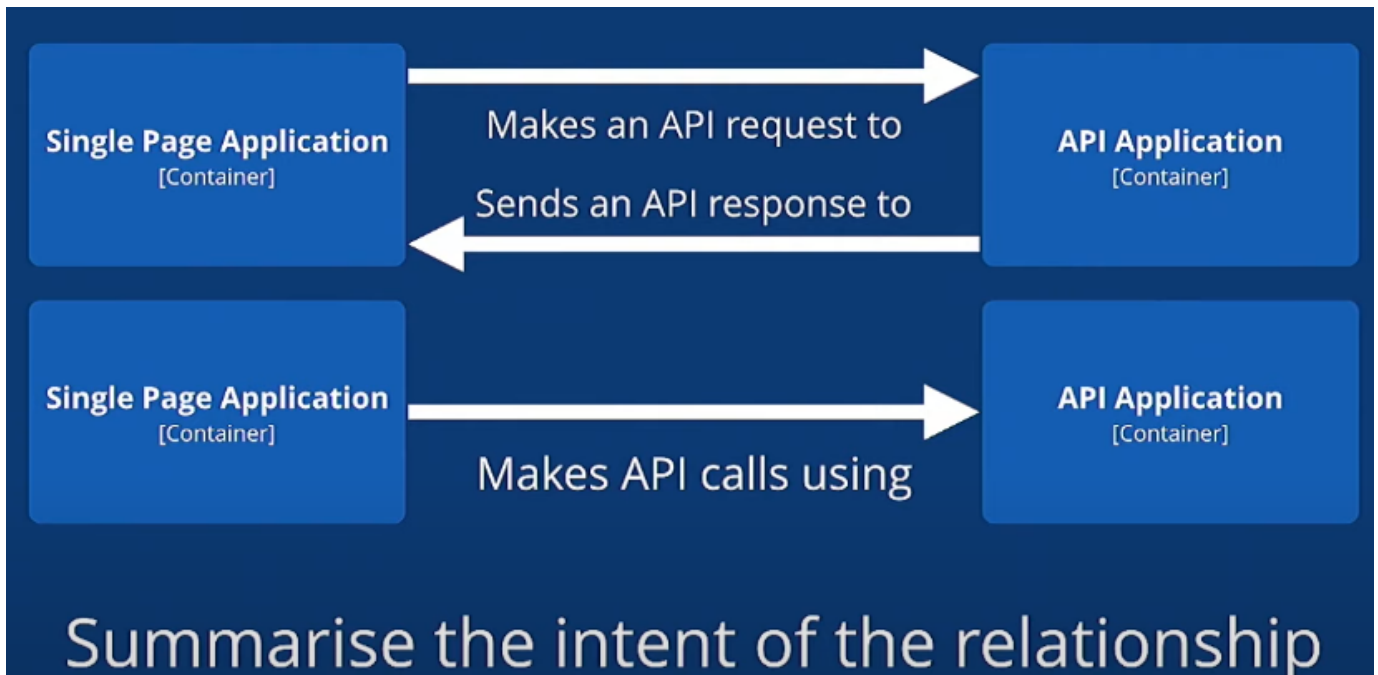 Single Page Application
[Container]
Makes an API request to
Sends an API response to
API Application
[Container]
Single Page Application
[Container]
Makes API calls using
API Application
[Container]
Summarise the intent of the relationship